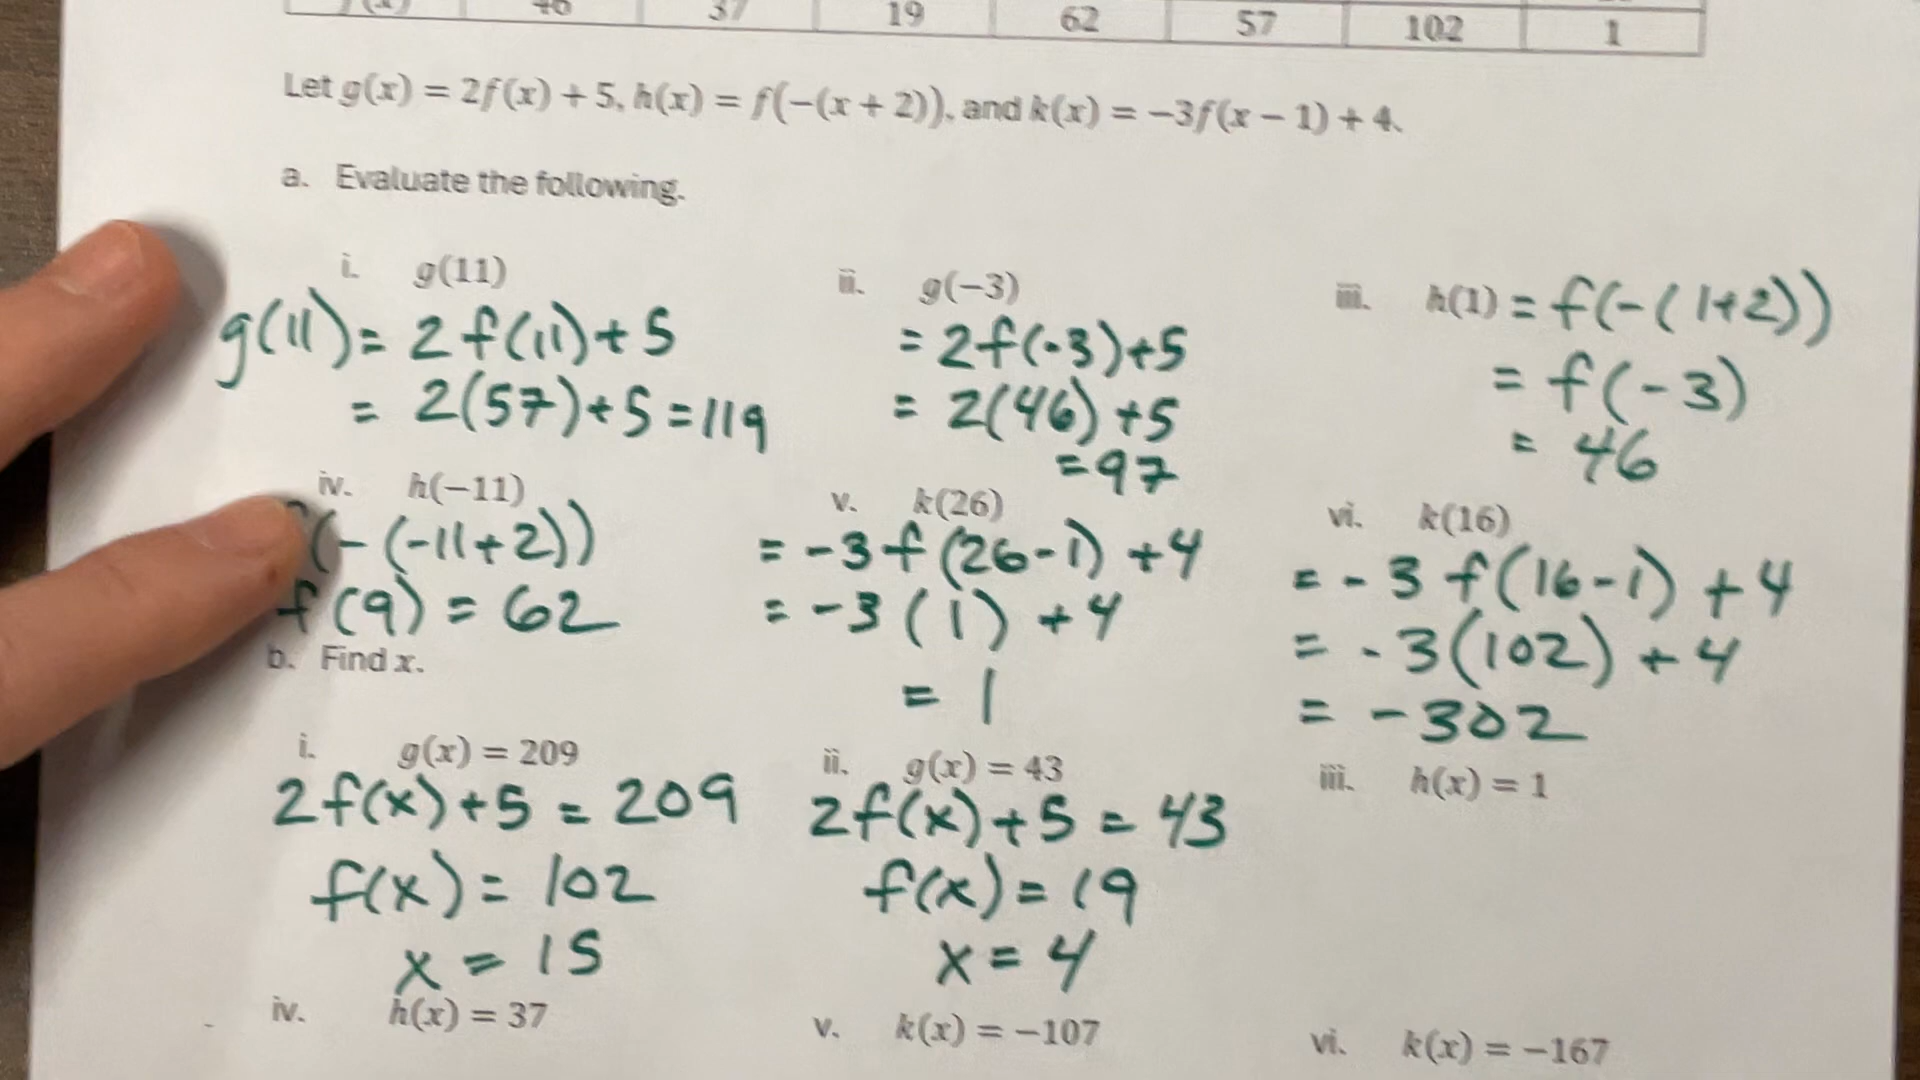 f(x) 46 37 19 62 57 102 1
Let g(x) = 2f(x) + 5, h(x) = f(−(x + 2)), and k(x) = −3f(x − 1) + 4.
a. Evaluate the following.
i. g(11)
g(11) = 2f(11)+5
= 2(57)+5 = 119
ii. g(−3)
= 2f(-3)+5
= 2(46)+5
= 97
iii. h(1) = f(-(1+2))
= f(-3)
= 46
iv. h(−11)
(-(-11+2))
f(9) = 62
v. k(26)
= -3f(26-1)+4
= -3(1)+4
= 1
vi. k(16)
= -3f(16-1)+4
= -3(102)+4
= -302
b. Find x.
i. g(x) = 209
2f(x)+5 = 209
f(x) = 102
x = 15
ii. g(x) = 43
2f(x)+5 = 43
f(x) = 19
x = 4
iii. h(x) = 1
iv. h(x) = 37
v. k(x) = −107
vi. k(x) = −167